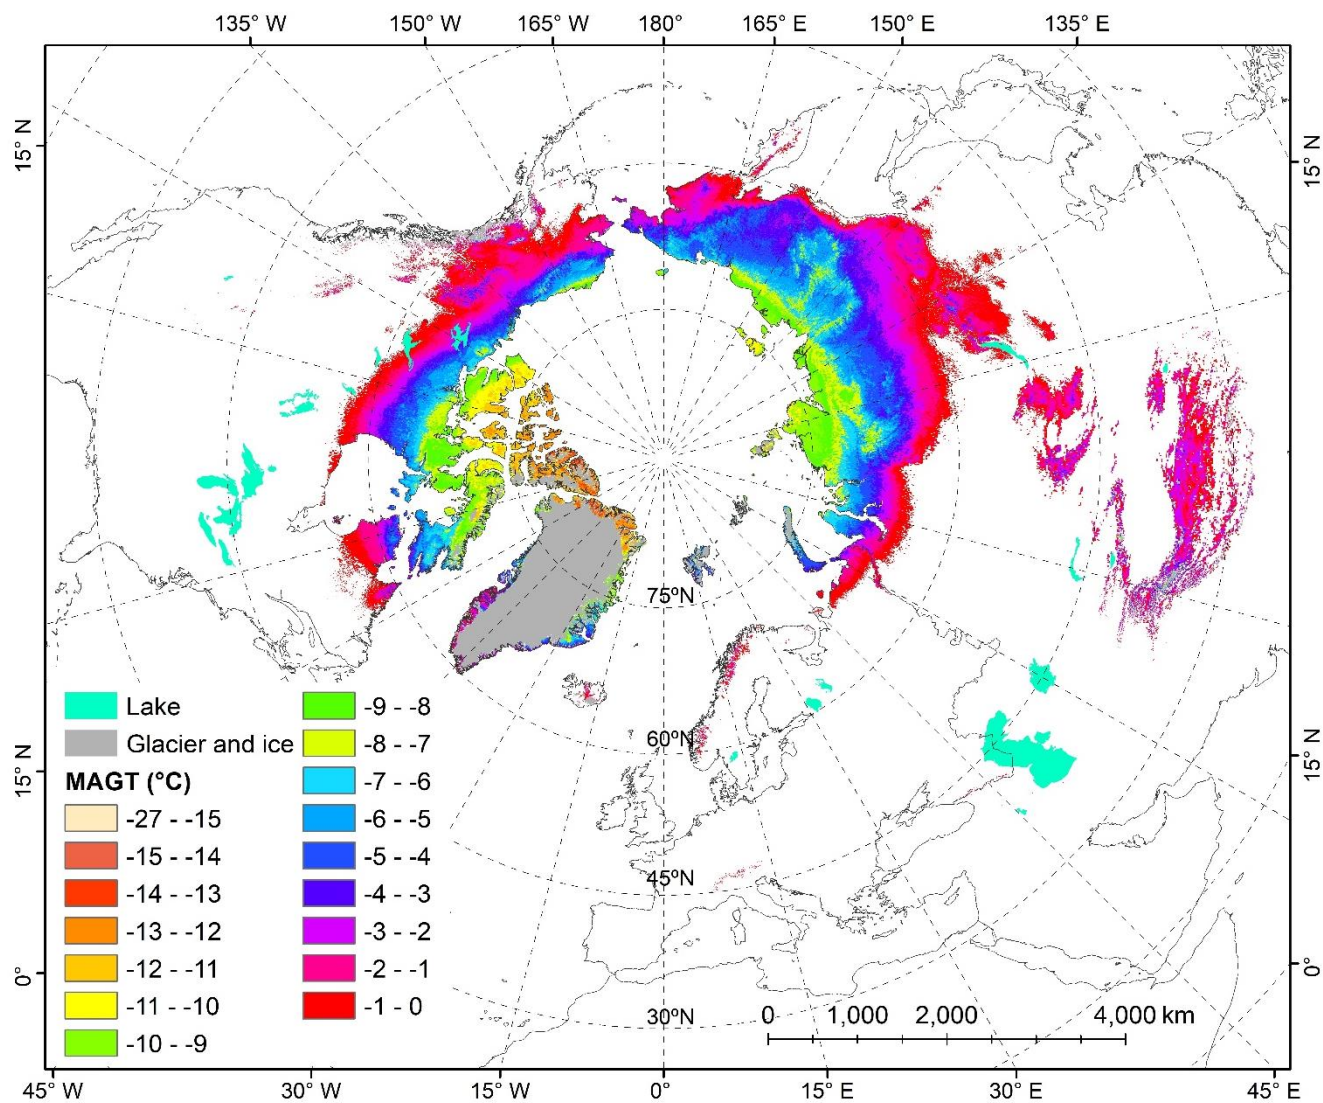 135° W
150° W
165° W
180°
165° E
150° E
135° E
15° N
15° N
75ºN
60ºN
45ºN
30ºN
Lake
Glacier and ice
MAGT (°C)
-27 - -15
-15 - -14
-14 - -13
-13 - -12
-12 - -11
-11 - -10
-10 - -9
-9 - -8
-8 - -7
-7 - -6
-6 - -5
-5 - -4
-4 - -3
-3 - -2
-2 - -1
-1 - 0
15° N
15° N
0°
0°
0 1,000 2,000 4,000 km
45° W
30° W
15° W
0°
15° E
30° E
45° E